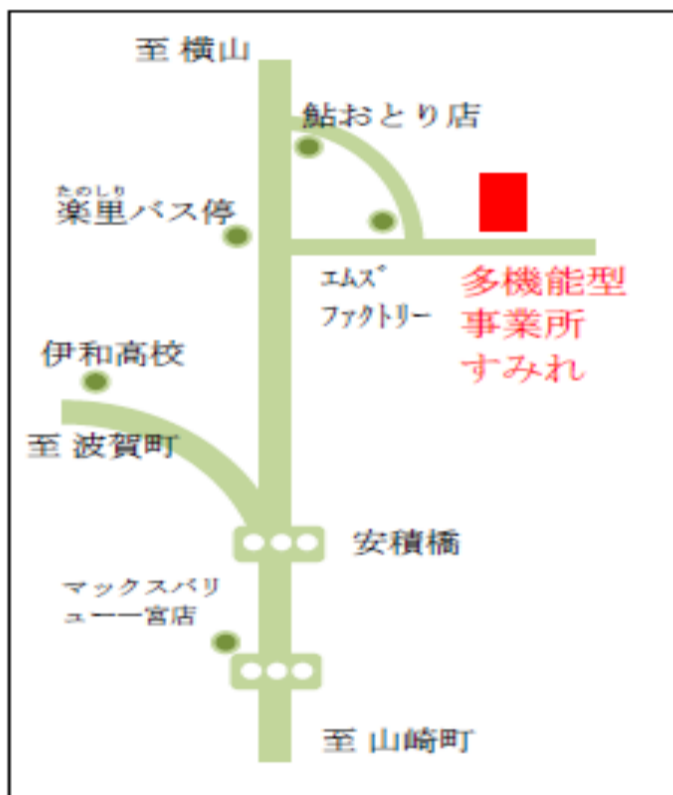 至 横山
鮎おとり店
たのしり
楽里バス停
エムズ
ファクトリー
多機能型
事業所
すみれ
伊和高校
至 波賀町
安積橋
マックスバリ
ュー一宮店
至 山崎町